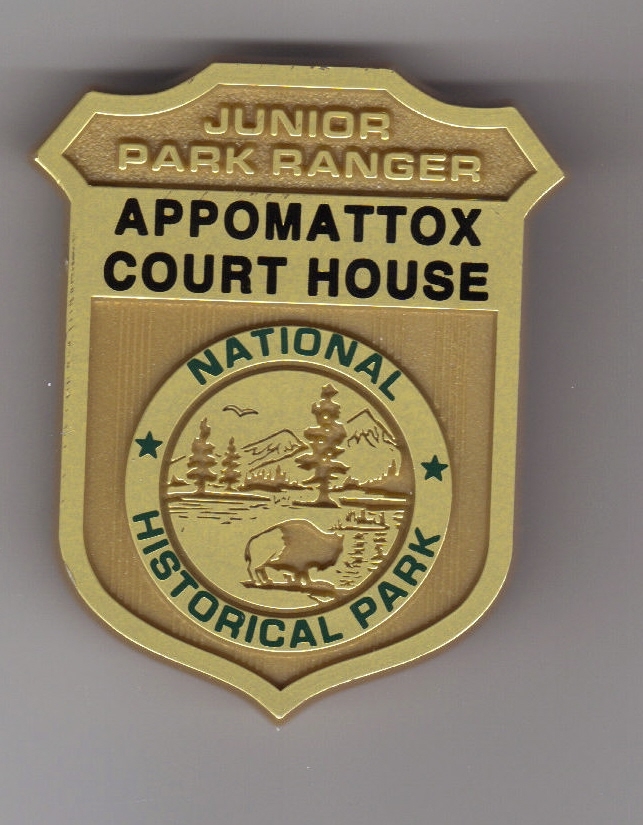 JUNIOR
PARK RANGER
APPOMATTOX
COURT HOUSE
NATIONAL
HISTORICAL PARK